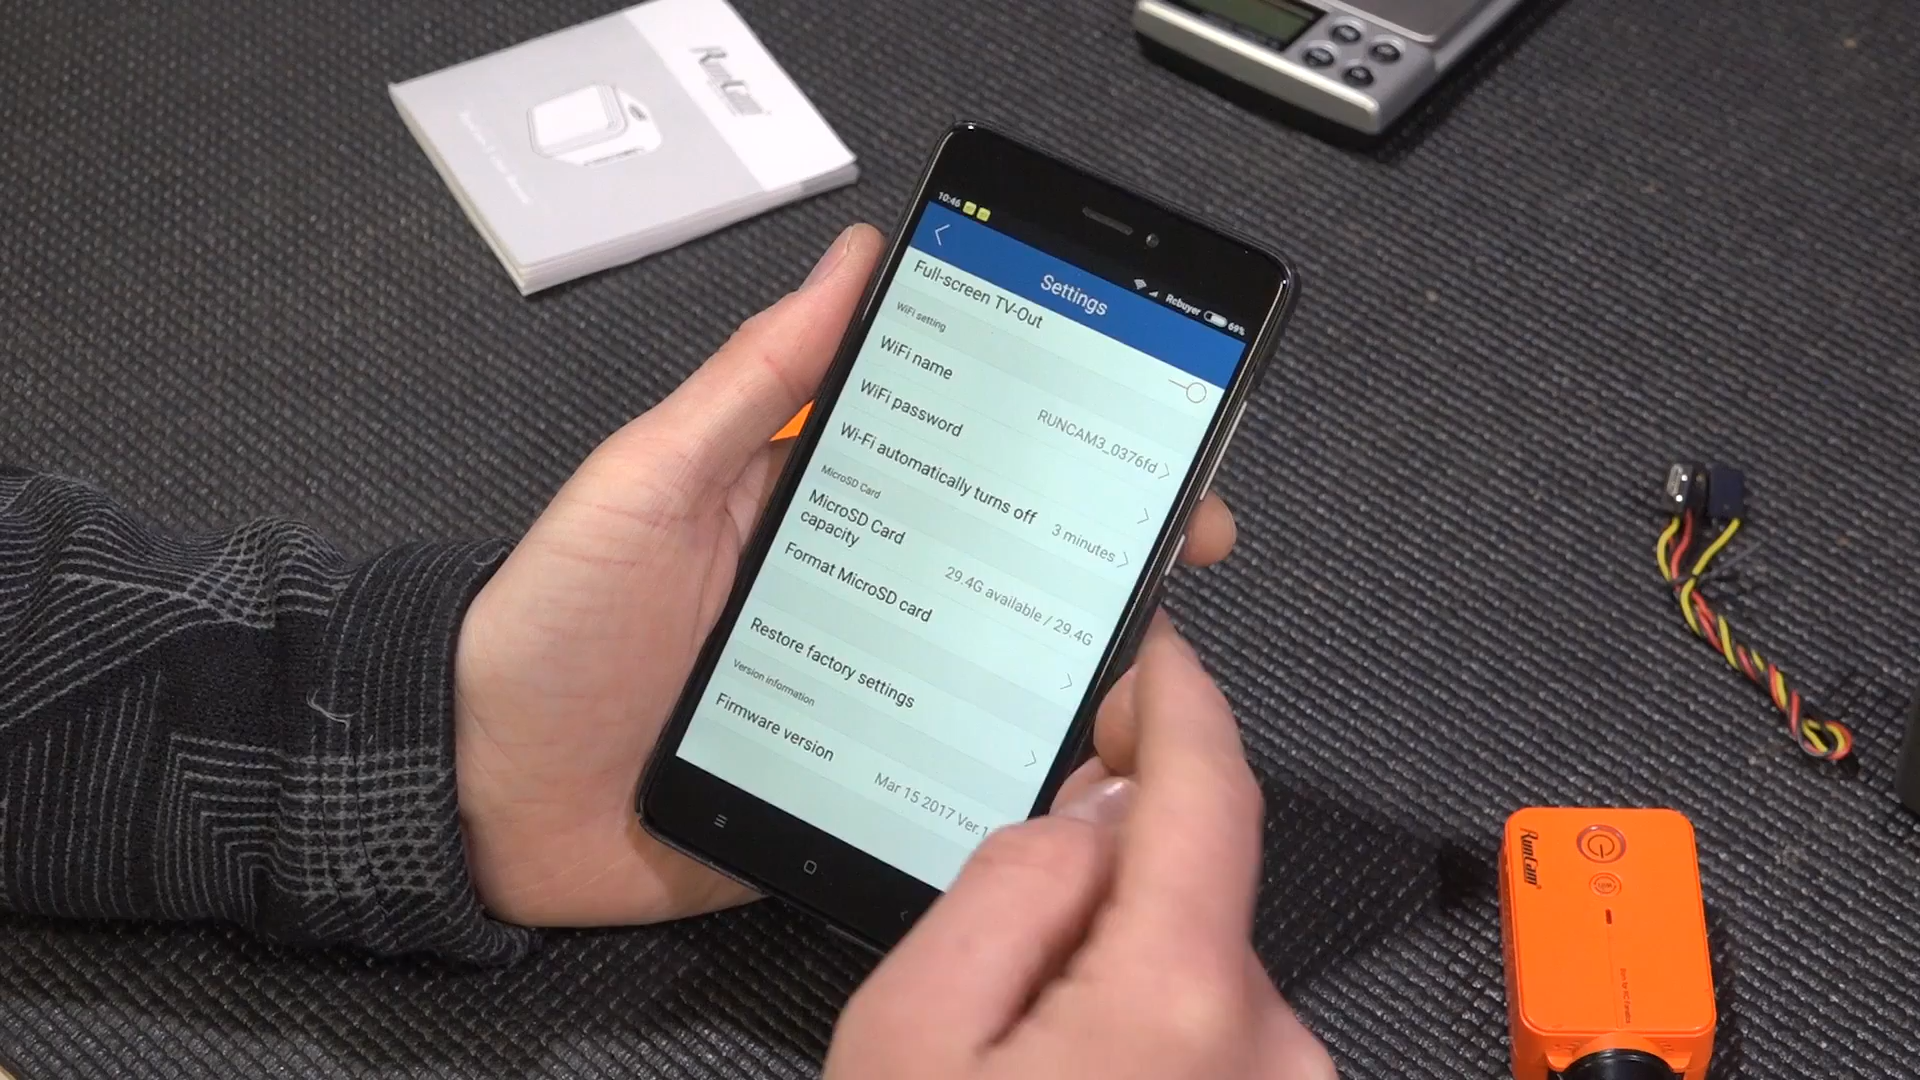 RunCam
10:46
Rcbuyer 69%
Settings
Full-screen TV-Out
WiFi setting
WiFi name
RUNCAM3_0376fd
WiFi password
Wi-Fi automatically turns off
3 minutes
MicroSD Card
MicroSD Card
capacity
29.4G available / 29.4G
Format MicroSD card
Restore factory settings
Version information
Firmware version
Mar 15 2017 Ver.1
RunCam
WiFi